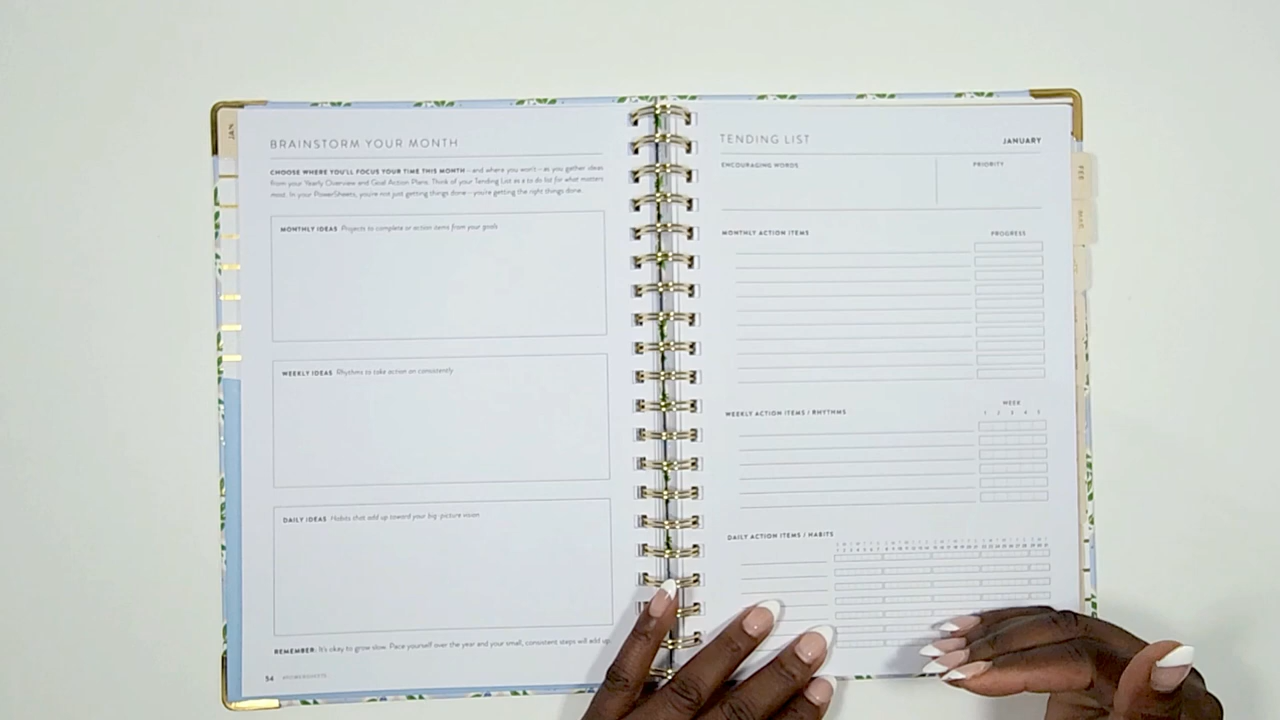 JAN
BRAINSTORM YOUR MONTH
CHOOSE WHERE YOU'LL FOCUS YOUR TIME THIS MONTH—and where you won't—as you gather ideas
from your Yearly Overview and Goal Action Plans. Think of your Tending List as a to do list for what matters
most. In your PowerSheets, you're not just getting things done—you're getting the right things done.
MONTHLY IDEAS Projects to complete or action items from your goals
WEEKLY IDEAS Rhythms to take action on consistently
DAILY IDEAS Habits that add up toward your big-picture vision
REMEMBER: It's okay to grow slow. Pace yourself over the year and your small, consistent steps will add up.
54 #POWERSHEETS
TENDING LIST JANUARY
ENCOURAGING WORDS PRIORITY
MONTHLY ACTION ITEMS PROGRESS
WEEK
WEEKLY ACTION ITEMS / RHYTHMS 1 2 3 4 5
DAILY ACTION ITEMS / HABITS
FEB
MAR